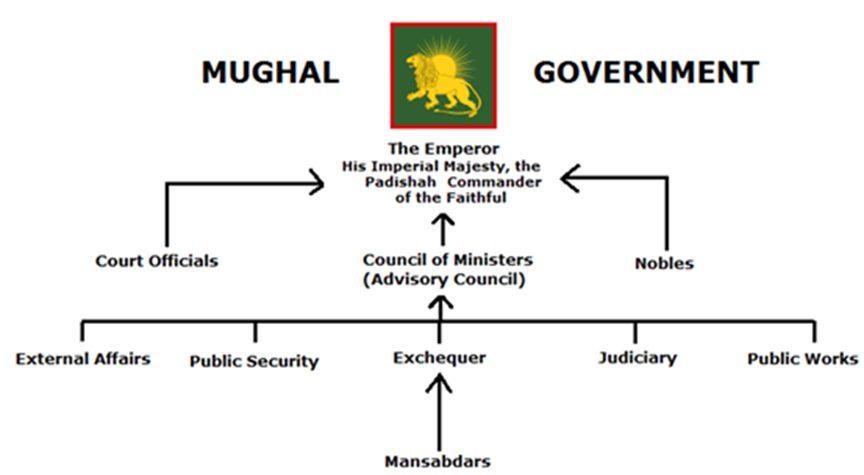 MUGHAL GOVERNMENT
The Emperor
His Imperial Majesty, the
Padishah Commander
of the Faithful
Court Officials
Council of Ministers
(Advisory Council)
Nobles
External Affairs
Public Security
Exchequer
Judiciary
Public Works
Mansabdars